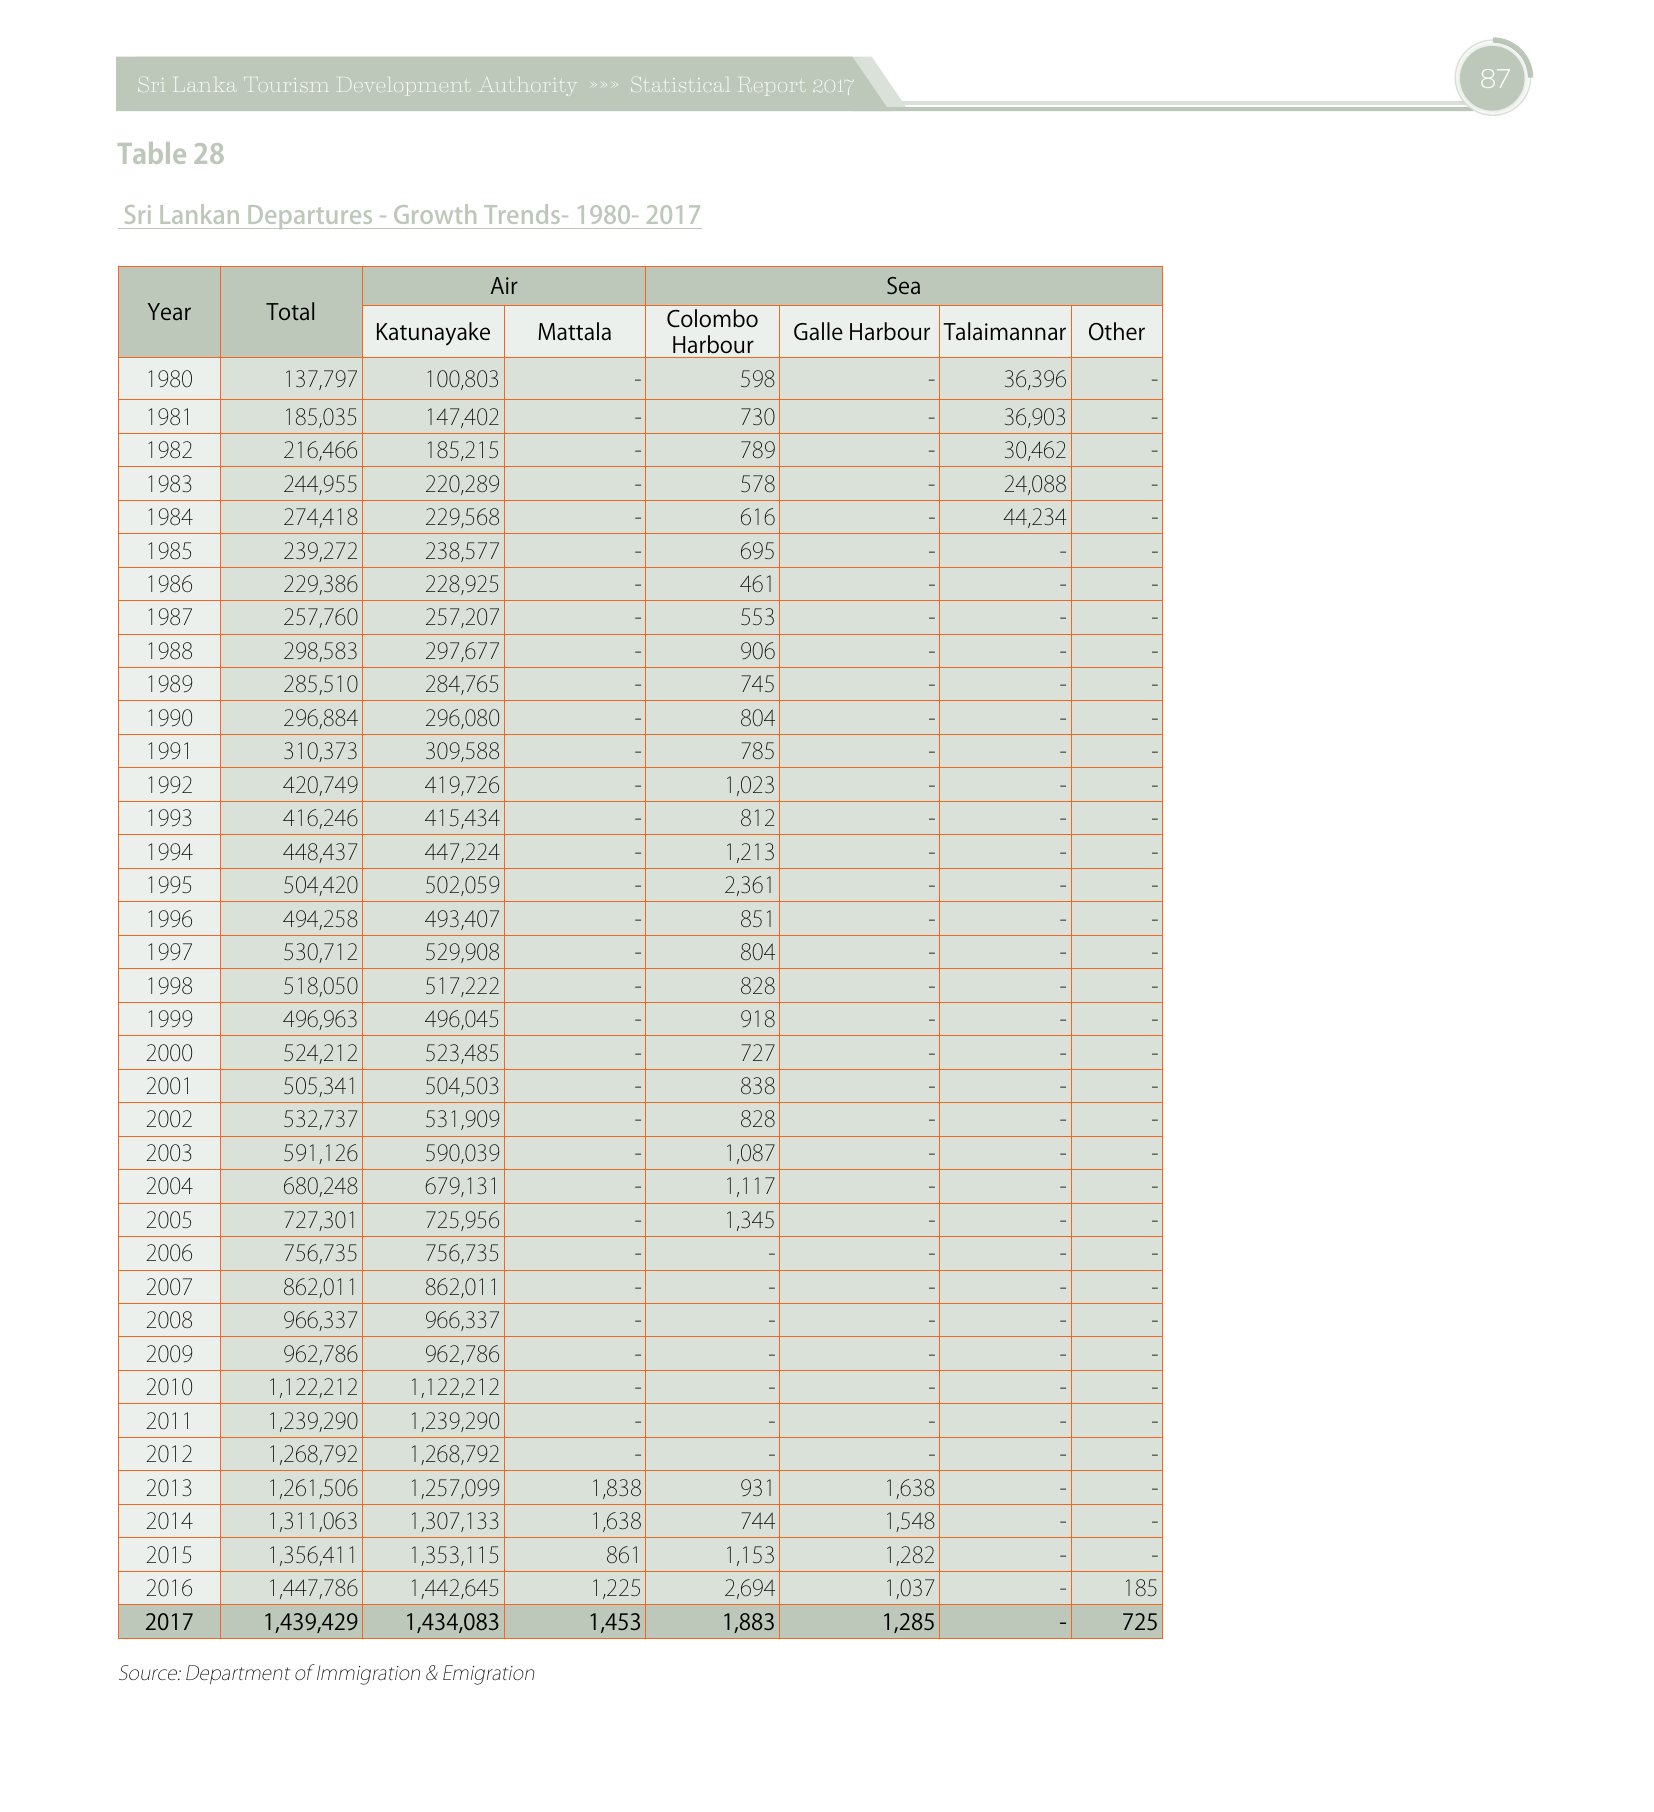 Sri Lanka Tourism Development Authority »»» Statistical Report 2017
87
Table 28
Sri Lankan Departures - Growth Trends- 1980- 2017
Year Total Air Sea
Katunayake Mattala Colombo Harbour Galle Harbour Talaimannar Other
1980 137,797 100,803 - 598 - 36,396 -
1981 185,035 147,402 - 730 - 36,903 -
1982 216,466 185,215 - 789 - 30,462 -
1983 244,955 220,289 - 578 - 24,088 -
1984 274,418 229,568 - 616 - 44,234 -
1985 239,272 238,577 - 695 - - -
1986 229,386 228,925 - 461 - - -
1987 257,760 257,207 - 553 - - -
1988 298,583 297,677 - 906 - - -
1989 285,510 284,765 - 745 - - -
1990 296,884 296,080 - 804 - - -
1991 310,373 309,588 - 785 - - -
1992 420,749 419,726 - 1,023 - - -
1993 416,246 415,434 - 812 - - -
1994 448,437 447,224 - 1,213 - - -
1995 504,420 502,059 - 2,361 - - -
1996 494,258 493,407 - 851 - - -
1997 530,712 529,908 - 804 - - -
1998 518,050 517,222 - 828 - - -
1999 496,963 496,045 - 918 - - -
2000 524,212 523,485 - 727 - - -
2001 505,341 504,503 - 838 - - -
2002 532,737 531,909 - 828 - - -
2003 591,126 590,039 - 1,087 - - -
2004 680,248 679,131 - 1,117 - - -
2005 727,301 725,956 - 1,345 - - -
2006 756,735 756,735 - - - - -
2007 862,011 862,011 - - - - -
2008 966,337 966,337 - - - - -
2009 962,786 962,786 - - - - -
2010 1,122,212 1,122,212 - - - - -
2011 1,239,290 1,239,290 - - - - -
2012 1,268,792 1,268,792 - - - - -
2013 1,261,506 1,257,099 1,838 931 1,638 - -
2014 1,311,063 1,307,133 1,638 744 1,548 - -
2015 1,356,411 1,353,115 861 1,153 1,282 - -
2016 1,447,786 1,442,645 1,225 2,694 1,037 - 185
2017 1,439,429 1,434,083 1,453 1,883 1,285 - 725
Source: Department of Immigration & Emigration